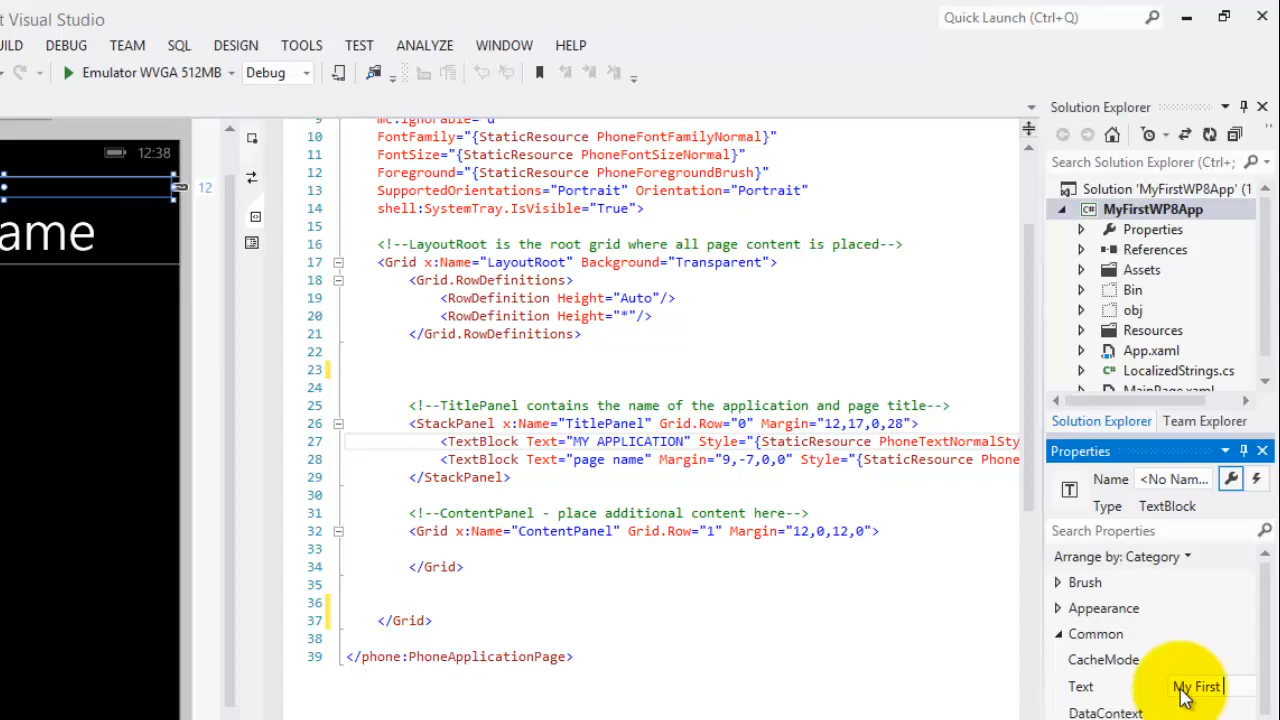 t Visual Studio
Quick Launch (Ctrl+Q)
UILD DEBUG TEAM SQL DESIGN TOOLS TEST ANALYZE WINDOW HELP
Emulator WVGA 512MB Debug
12:38
12
ame
9 mc:Ignorable="d"
10 FontFamily="{StaticResource PhoneFontFamilyNormal}"
11 FontSize="{StaticResource PhoneFontSizeNormal}"
12 Foreground="{StaticResource PhoneForegroundBrush}"
13 SupportedOrientations="Portrait" Orientation="Portrait"
14 shell:SystemTray.IsVisible="True">
15
16 <!--LayoutRoot is the root grid where all page content is placed-->
17 <Grid x:Name="LayoutRoot" Background="Transparent">
18 <Grid.RowDefinitions>
19 <RowDefinition Height="Auto"/>
20 <RowDefinition Height="*"/>
21 </Grid.RowDefinitions>
22
23
24
25 <!--TitlePanel contains the name of the application and page title-->
26 <StackPanel x:Name="TitlePanel" Grid.Row="0" Margin="12,17,0,28">
27 <TextBlock Text="MY APPLICATION" Style="{StaticResource PhoneTextNormalSty
28 <TextBlock Text="page name" Margin="9,-7,0,0" Style="{StaticResource Phone
29 </StackPanel>
30
31 <!--ContentPanel - place additional content here-->
32 <Grid x:Name="ContentPanel" Grid.Row="1" Margin="12,0,12,0">
33
34 </Grid>
35
36
37 </Grid>
38
39 </phone:PhoneApplicationPage>
Solution Explorer
Search Solution Explorer (Ctrl+;
Solution 'MyFirstWP8App' (1
MyFirstWP8App
Properties
References
Assets
Bin
obj
Resources
App.xaml
LocalizedStrings.cs
MainPage.xaml
Solution Explorer Team Explorer
Properties
Name <No Nam...
Type TextBlock
Search Properties
Arrange by: Category
Brush
Appearance
Common
CacheMode
Text My First
DataContext